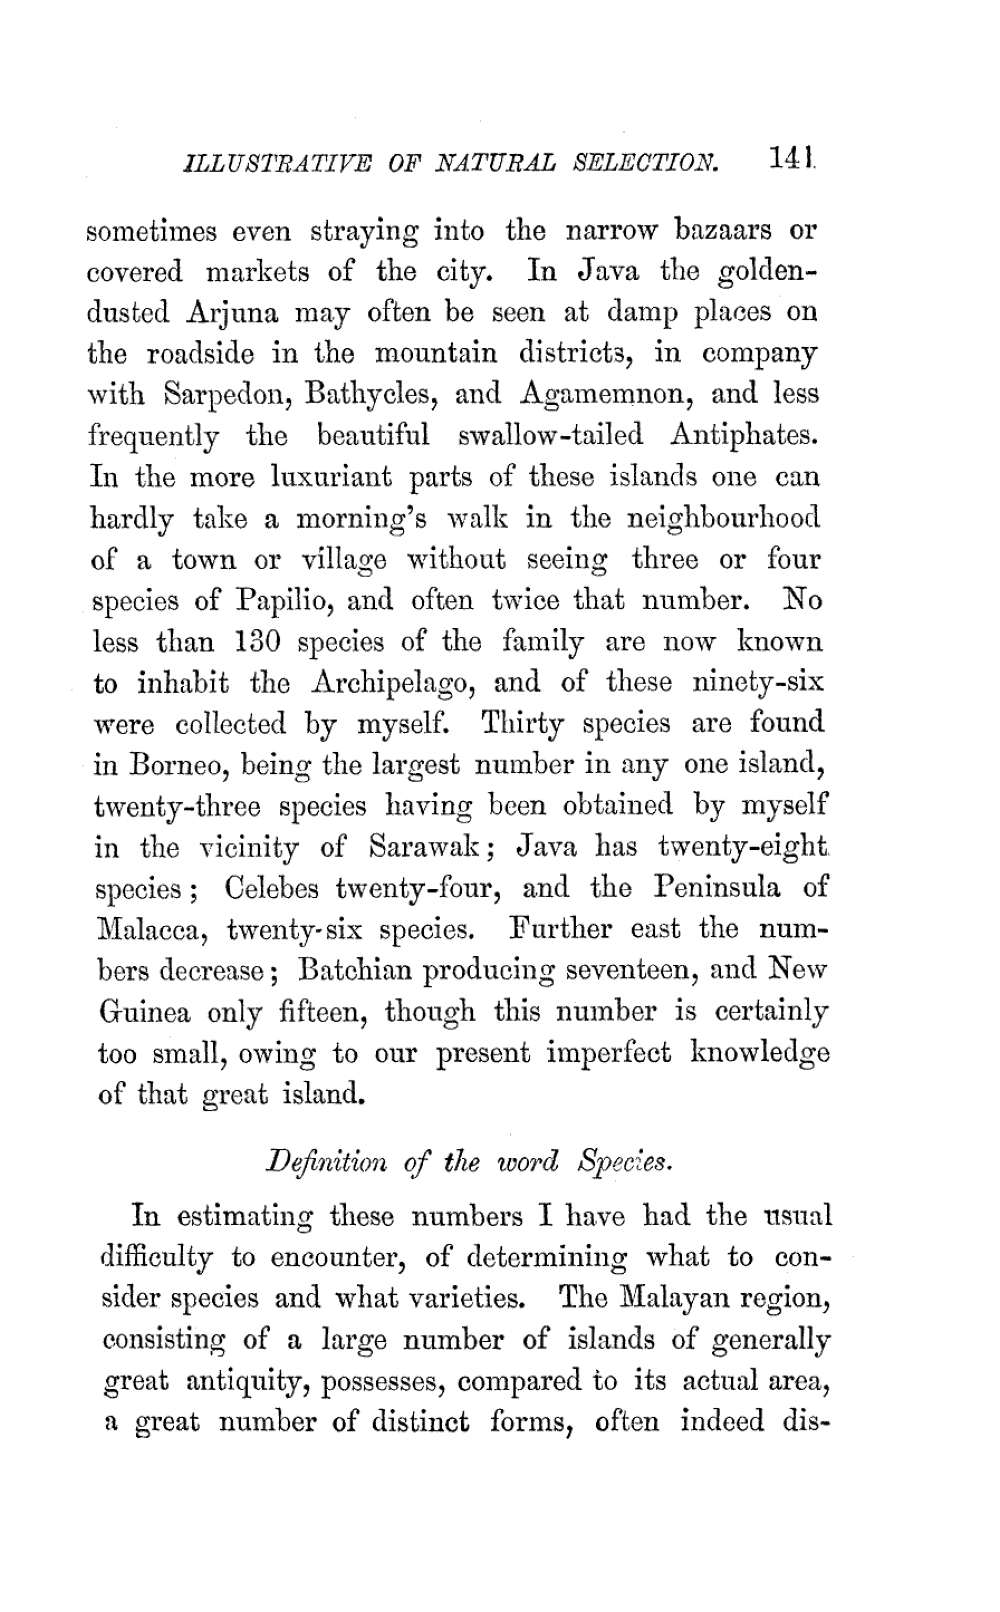 ILLUSTRATIVE OF NATURAL SELECTION. 141
sometimes even straying into the narrow bazaars or
covered markets of the city. In Java the golden-
dusted Arjuna may often be seen at damp places on
the roadside in the mountain districts, in company
with Sarpedon, Bathycles, and Agamemnon, and less
frequently the beautiful swallow-tailed Antiphates.
In the more luxuriant parts of these islands one can
hardly take a morning's walk in the neighbourhood
of a town or village without seeing three or four
species of Papilio, and often twice that number. No
less than 130 species of the family are now known
to inhabit the Archipelago, and of these ninety-six
were collected by myself. Thirty species are found
in Borneo, being the largest number in any one island,
twenty-three species having been obtained by myself
in the vicinity of Sarawak; Java has twenty-eight
species; Celebes twenty-four, and the Peninsula of
Malacca, twenty-six species. Further east the num-
bers decrease; Batchian producing seventeen, and New
Guinea only fifteen, though this number is certainly
too small, owing to our present imperfect knowledge
of that great island.
Definition of the word Species.
In estimating these numbers I have had the usual
difficulty to encounter, of determining what to con-
sider species and what varieties. The Malayan region,
consisting of a large number of islands of generally
great antiquity, possesses, compared to its actual area,
a great number of distinct forms, often indeed dis-